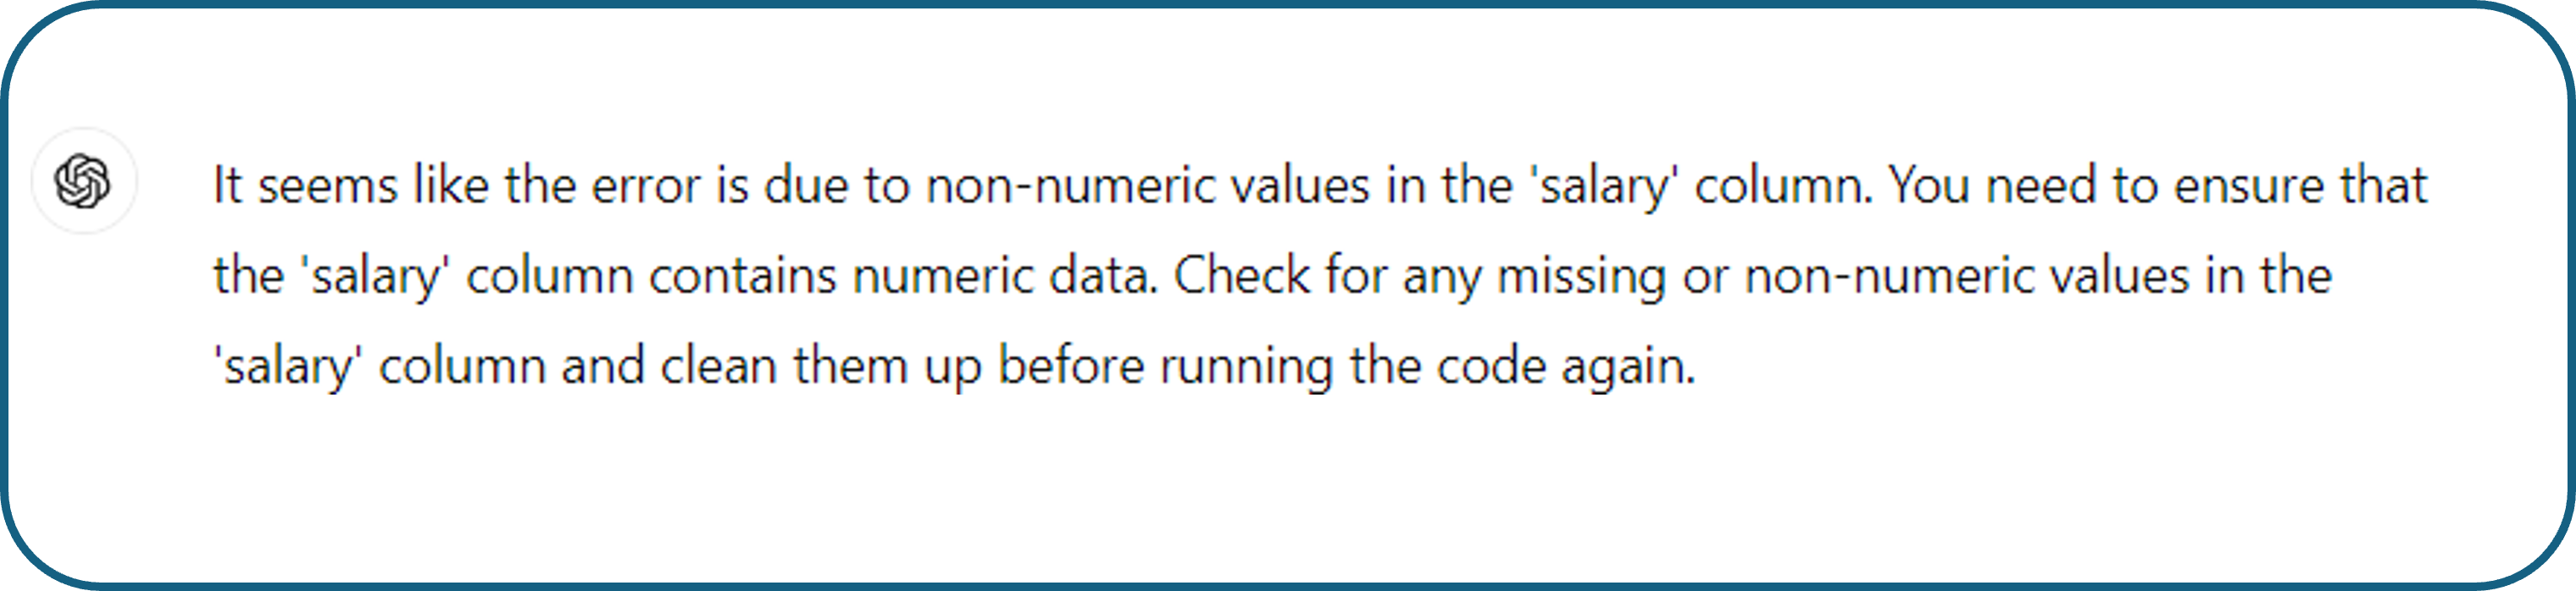 It seems like the error is due to non-numeric values in the 'salary' column. You need to ensure that
the 'salary' column contains numeric data. Check for any missing or non-numeric values in the
'salary' column and clean them up before running the code again.